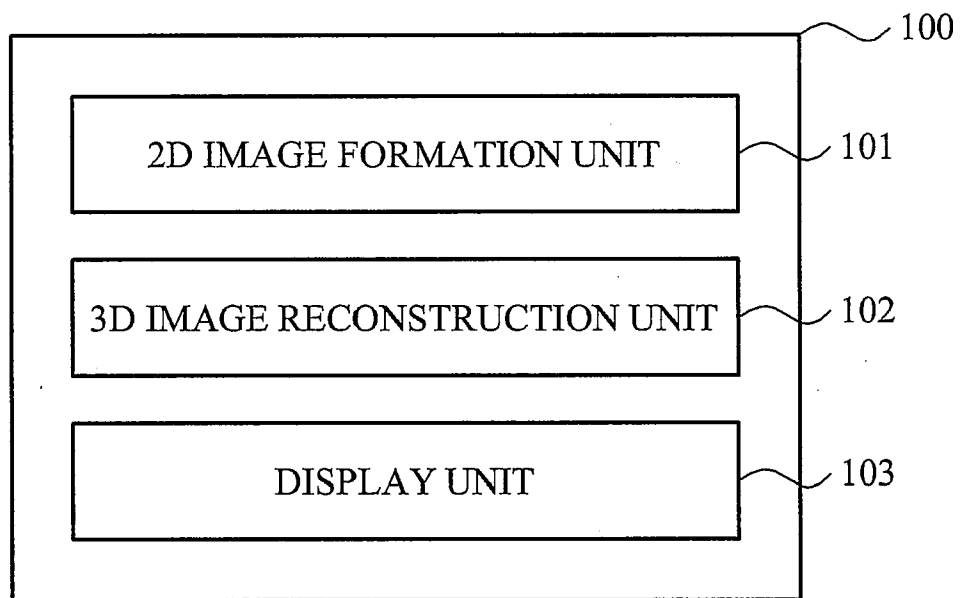 100
2D IMAGE FORMATION UNIT
101
3D IMAGE RECONSTRUCTION UNIT
102
DISPLAY UNIT
103